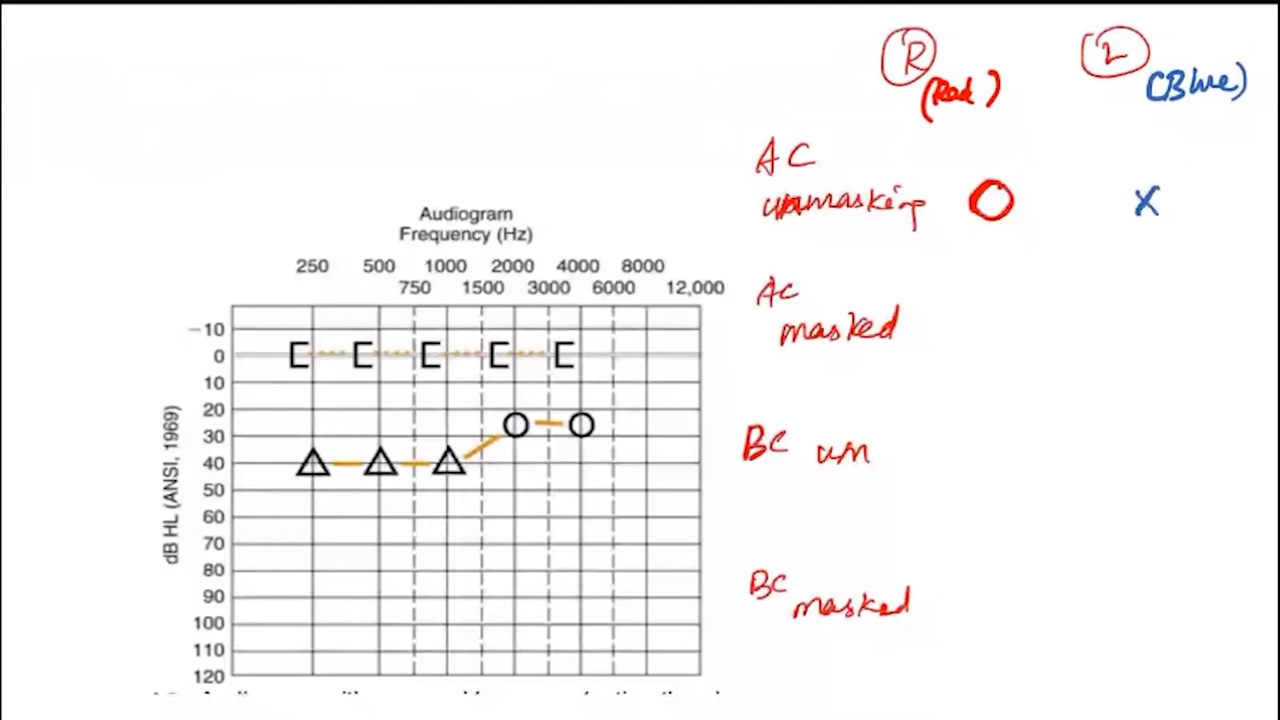 R
L
(Red)
(Blue)
AC
unmasking O X
Audiogram
Frequency (Hz)
250 500 1000 2000 4000 8000
750 1500 3000 6000 12,000
AC
masked
-10
0
10
20
30
40
50
60
70
80
90
100
110
120
dB HL (ANSI, 1969)
BC um
BC
masked